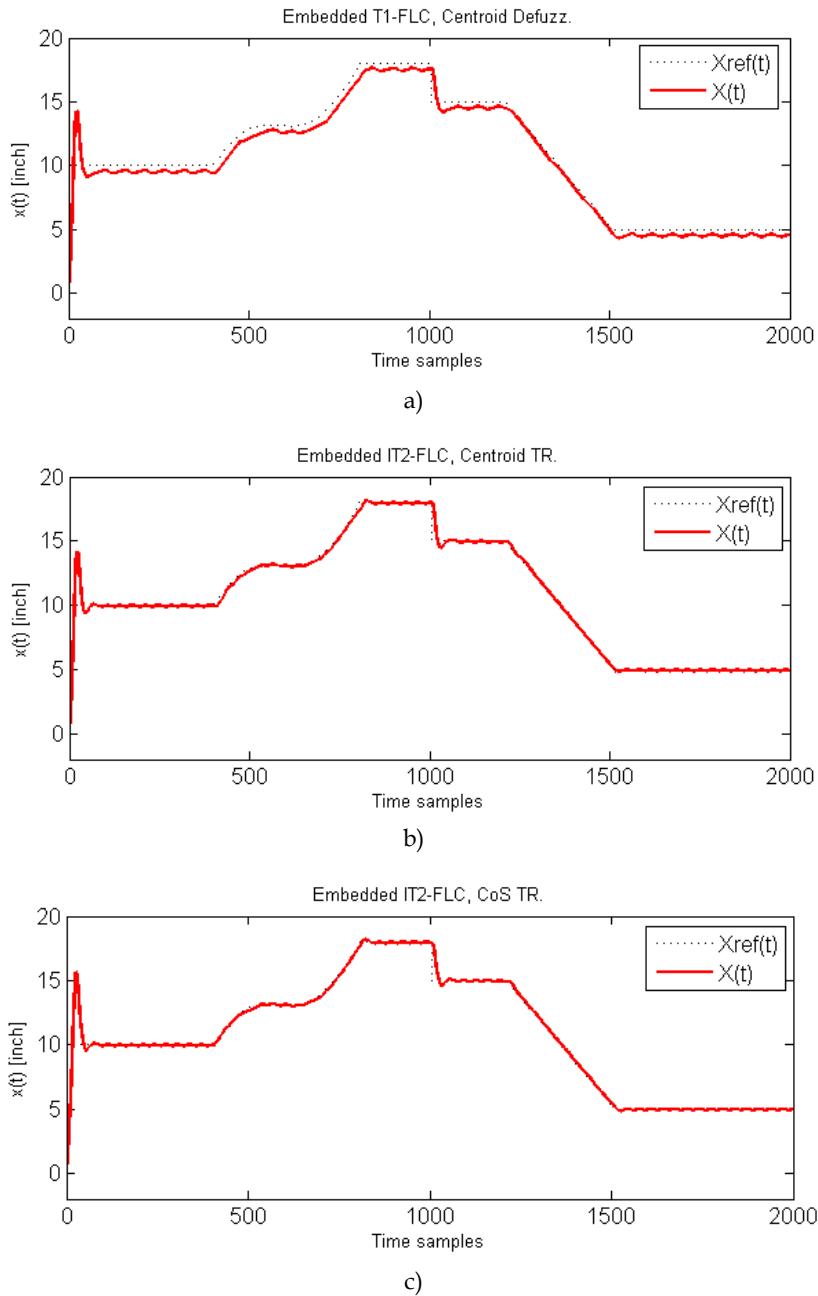 Embedded T1-FLC, Centroid Defuzz.
20
15
10
5
0
x(t) [inch]
Xref(t)
X(t)
0 500 1000 1500 2000
Time samples
a)
Embedded IT2-FLC, Centroid TR.
20
15
10
5
0
x(t) [inch]
Xref(t)
X(t)
0 500 1000 1500 2000
Time samples
b)
Embedded IT2-FLC, CoS TR.
20
15
10
5
0
x(t) [inch]
Xref(t)
X(t)
0 500 1000 1500 2000
Time samples
c)